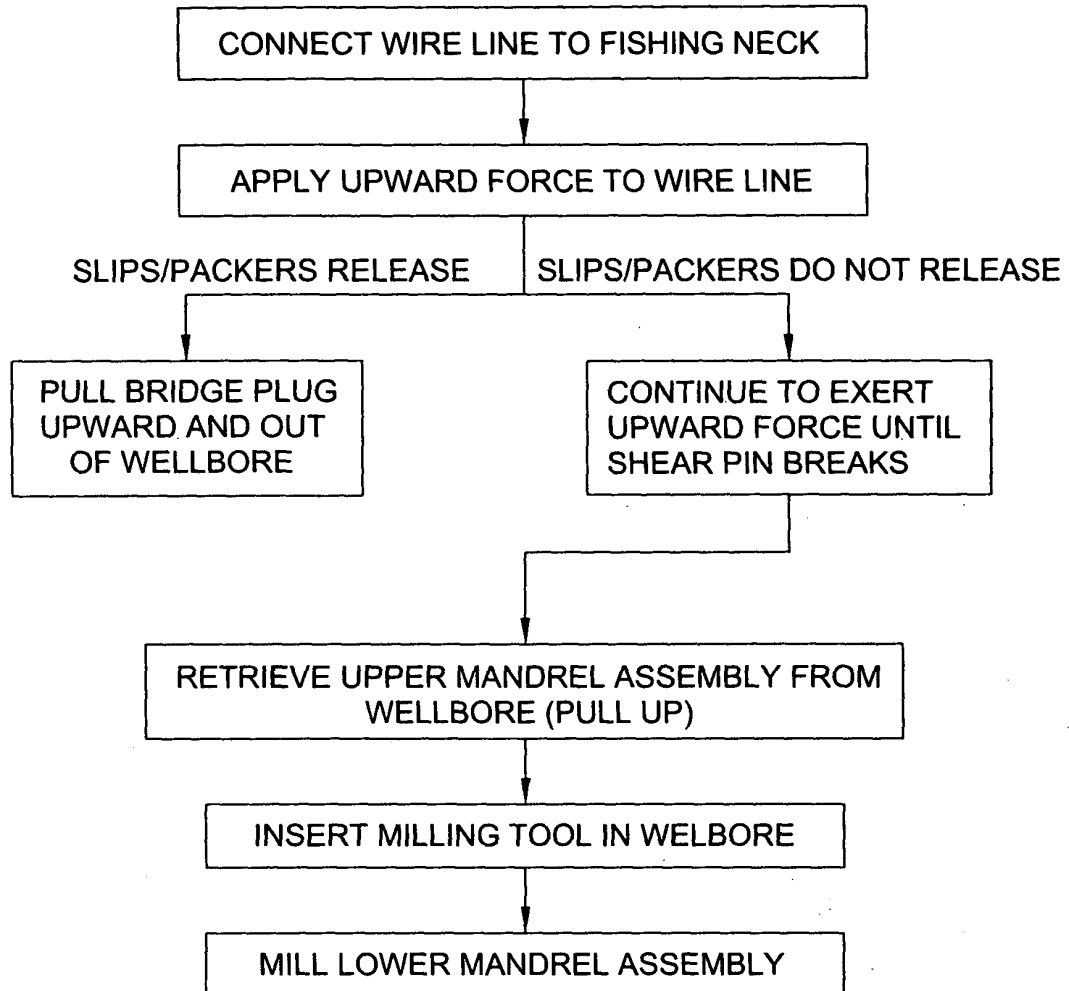 CONNECT WIRE LINE TO FISHING NECK
APPLY UPWARD FORCE TO WIRE LINE
SLIPS/PACKERS RELEASE
SLIPS/PACKERS DO NOT RELEASE
PULL BRIDGE PLUG
UPWARD AND OUT
OF WELLBORE
CONTINUE TO EXERT
UPWARD FORCE UNTIL
SHEAR PIN BREAKS
RETRIEVE UPPER MANDREL ASSEMBLY FROM
WELLBORE (PULL UP)
INSERT MILLING TOOL IN WELBORE
MILL LOWER MANDREL ASSEMBLY